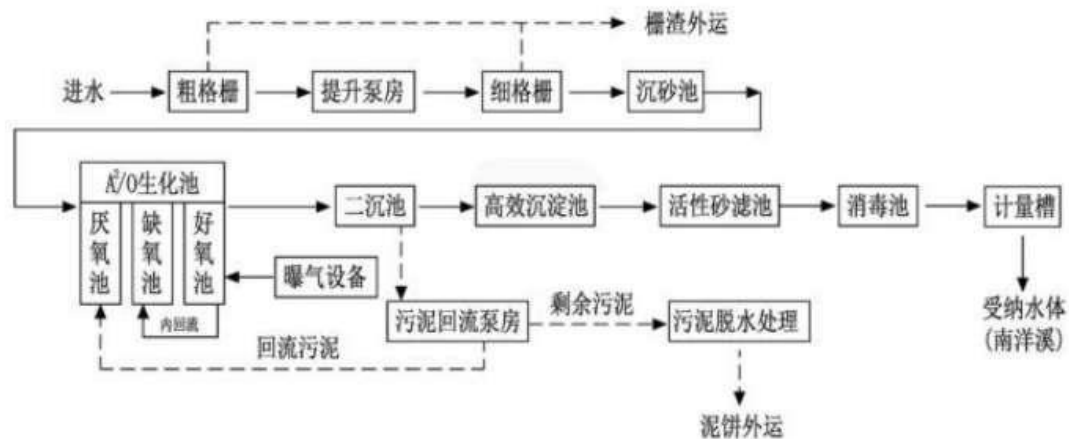 栅渣外运
进水 粗格栅 提升泵房 细格栅 沉砂池
A²/O生化池
厌氧池 缺氧池 好氧池
二沉池 高效沉淀池 活性砂滤池 消毒池 计量槽
曝气设备
内回流
回流污泥
污泥回流泵房
剩余污泥
污泥脱水处理
泥饼外运
受纳水体
(南洋溪)